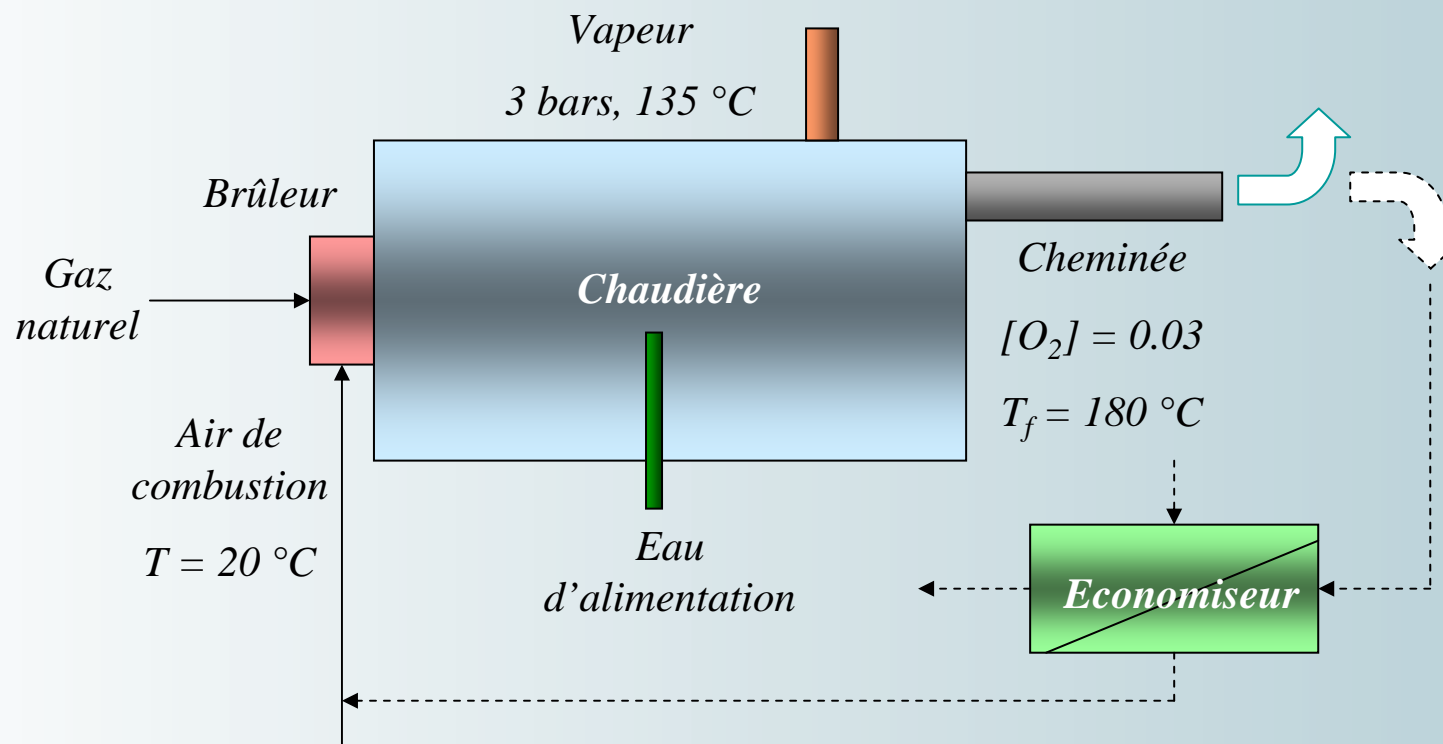 Vapeur
3 bars, 135 °C
Brûleur
Gaz
naturel
Chaudière
Cheminée
[O₂] = 0.03
T_f = 180 °C
Air de
combustion
T = 20 °C
Eau
d’alimentation
Economiseur